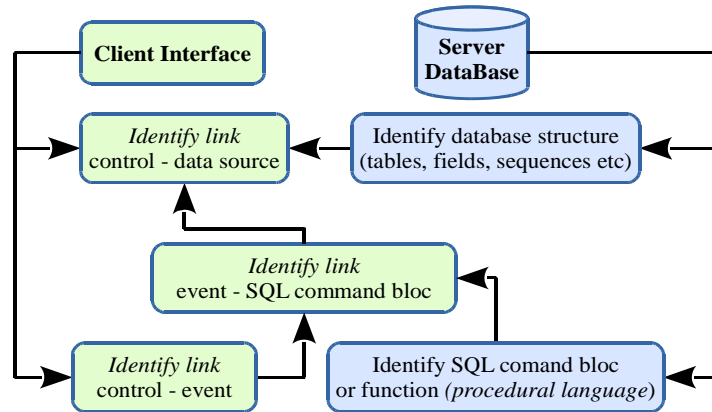 Client Interface
Server
DataBase
Identify link
control - data source
Identify database structure
(tables, fields, sequences etc)
Identify link
event - SQL command bloc
Identify link
control - event
Identify SQL comand bloc
or function (procedural language)